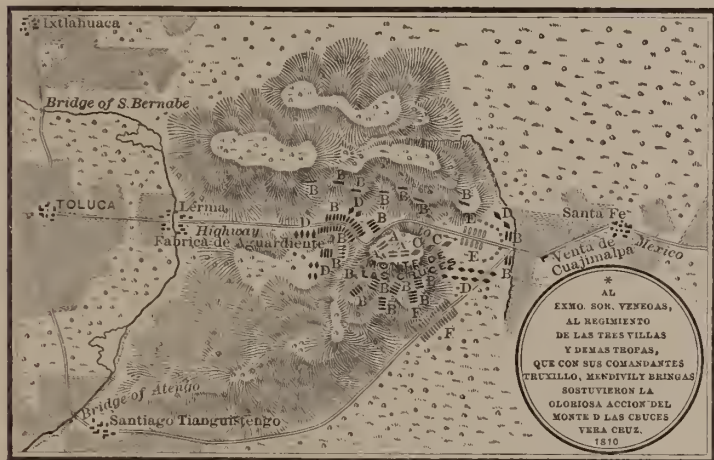 Ixtlahuaca
Bridge of S. Bernabe
TOLUCA
Lerma
Highway
Fabrica de Aguardiente
to
Santa Fe
Mexico
Venta de
Cuajimalpa
MONTE DE
LAS CRUCES
B
B
B
B
B
B
B
D
D
B
B
B
E
D
B
A
A
C
C
E
B
D
B
B
B
B
B
B
B
D
F
F
Bridge of Atengo
Santiago Tianguistengo
*
AL
EXMO. SOR. VENEGAS,
AL REGIMIENTO
DE LAS TRES VILLAS
Y DEMAS TROPAS,
QUE CON SUS COMANDANTES
TRUXILLO, MENDIVIL Y BRINGAS
SOSTUVIERON LA
GLORIOSA ACCION DEL
MONTE D LAS CRUCES
VERA CRUZ.
1810